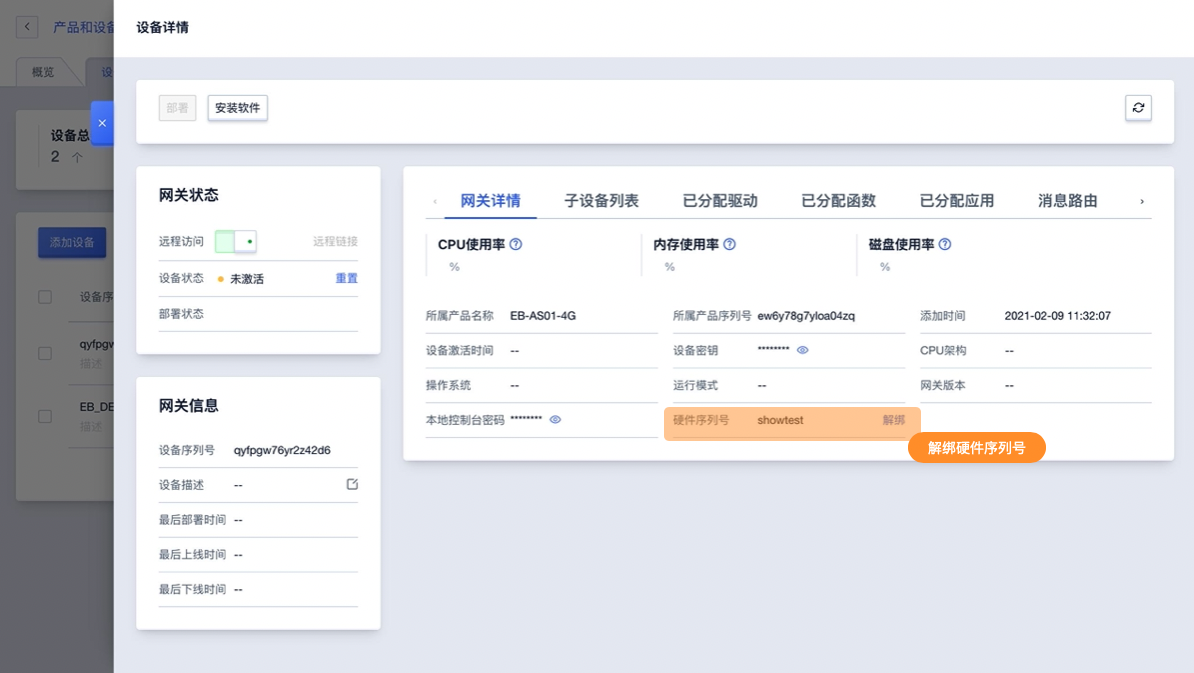 产品和设备
设备详情
概览
设
部署
安装软件
设备总
2 个
网关状态
远程访问
远程链接
设备状态
未激活
重置
部署状态
网关详情
子设备列表
已分配驱动
已分配函数
已分配应用
消息路由
CPU使用率
%
内存使用率
%
磁盘使用率
%
所属产品名称 EB-AS01-4G
所属产品序列号 ew6y78g7yloa04zq
添加时间 2021-02-09 11:32:07
设备激活时间 --
设备密钥 ********
CPU架构 --
操作系统 --
运行模式 --
网关版本 --
本地控制台密码 ********
硬件序列号 showtest 解绑
解绑硬件序列号
添加设备
设备序
qyfpgw
描述
EB_DE
描述
网关信息
设备序列号 qyfpgw76yr2z42d6
设备描述 --
最后部署时间 --
最后上线时间 --
最后下线时间 --